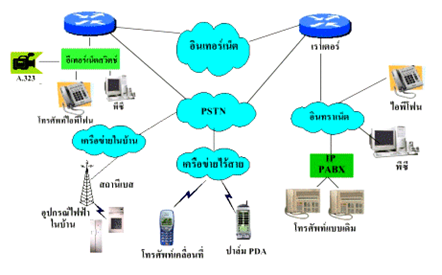 อินเทอร์เน็ต
เราเตอร์
อีเทอร์เน็ตสวิตช์
A.323
พีซี
โทรศัพท์ไอพีโฟน
ไอพีโฟน
PSTN
อินทราเน็ต
พีซี
เครือข่ายในบ้าน
เครือข่ายไร้สาย
IP
PABX
สถานีเบส
อุปกรณ์ไฟฟ้า
ในบ้าน
โทรศัพท์เคลื่อนที่
ปาล์ม PDA
โทรศัพท์แบบเดิม